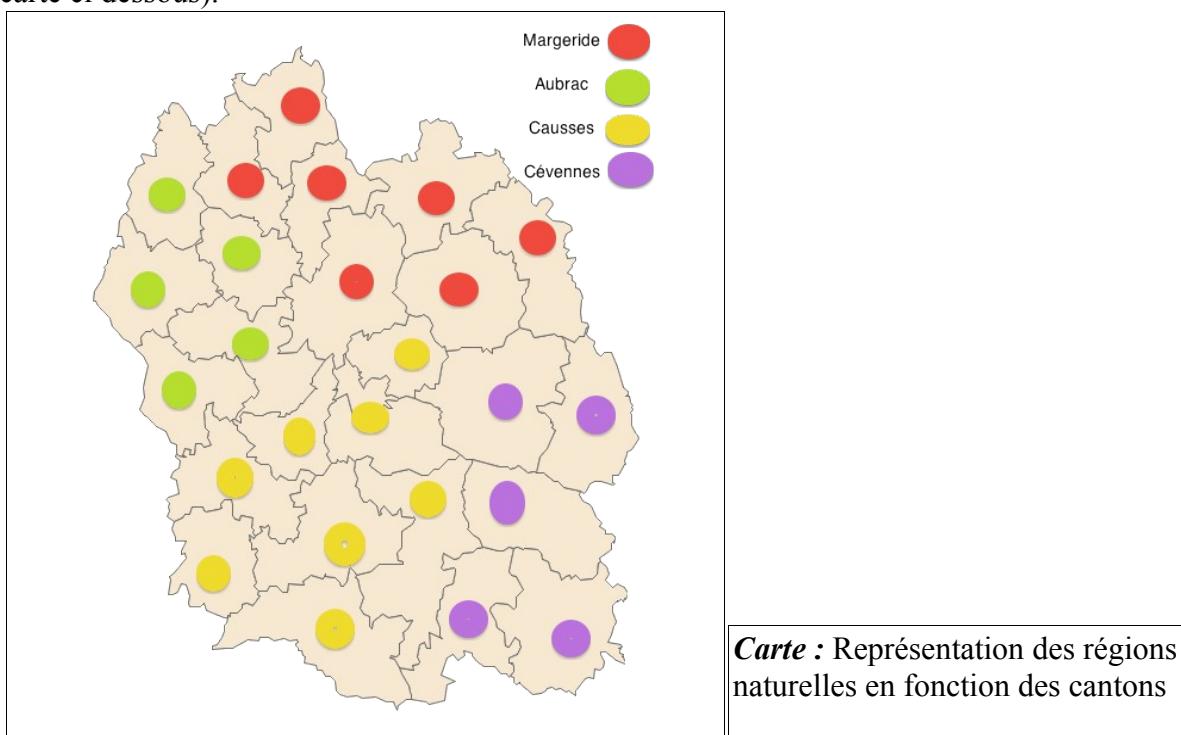 carte ci-dessous).
Margeride
Aubrac
Causses
Cévennes
Carte : Représentation des régions
naturelles en fonction des cantons